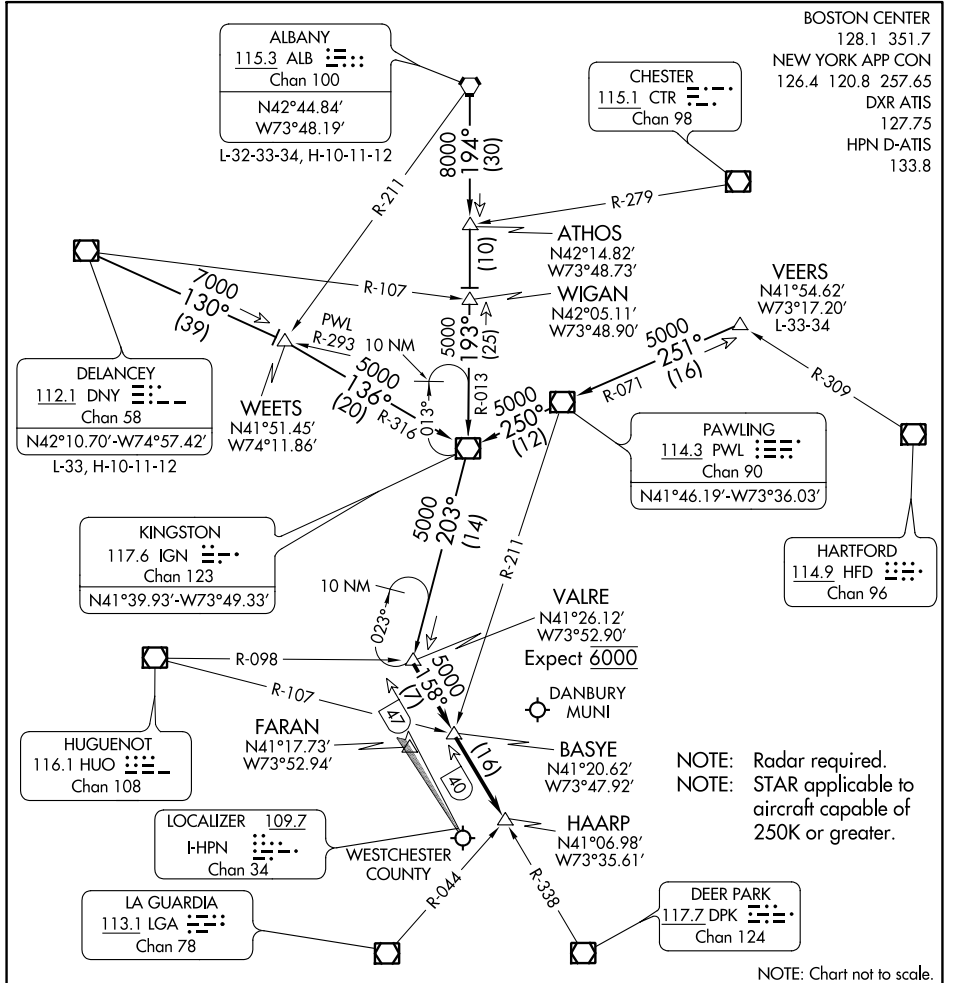 BOSTON CENTER
128.1 351.7
NEW YORK APP CON
126.4 120.8 257.65
DXR ATIS
127.75
HPN D-ATIS
133.8
ALBANY
115.3 ALB
Chan 100
N42°44.84′
W73°48.19′
L-32-33-34, H-10-11-12
CHESTER
115.1 CTR
Chan 98
R-211
8000
194°
(30)
R-279
ATHOS
N42°14.82′
W73°48.73′
(10)
WIGAN
N42°05.11′
W73°48.90′
VEERS
N41°54.62′
W73°17.20′
L-33-34
7000
130°
(39)
R-107
PWL
R-293
10 NM
5000
193°
(25)
R-013
013°
5000
136°
(20)
R-316
5000
250°
(12)
5000
251°
(16)
R-071
R-309
DELANCEY
112.1 DNY
Chan 58
N42°10.70′-W74°57.42′
L-33, H-10-11-12
WEETS
N41°51.45′
W74°11.86′
PAWLING
114.3 PWL
Chan 90
N41°46.19′-W73°36.03′
KINGSTON
117.6 IGN
Chan 123
N41°39.93′-W73°49.33′
5000
203°
(14)
R-211
HARTFORD
114.9 HFD
Chan 96
10 NM
023°
VALRE
N41°26.12′
W73°52.90′
Expect 6000
R-098
R-107
5000
158°
(7)
DANBURY
MUNI
HUGUENOT
116.1 HUO
Chan 108
FARAN
N41°17.73′
W73°52.94′
47
40
(16)
BASYE
N41°20.62′
W73°47.92′
NOTE: Radar required.
NOTE: STAR applicable to
aircraft capable of
250K or greater.
LOCALIZER 109.7
I-HPN
Chan 34
WESTCHESTER
COUNTY
HAARP
N41°06.98′
W73°35.61′
R-044
R-338
LA GUARDIA
113.1 LGA
Chan 78
DEER PARK
117.7 DPK
Chan 124
NOTE: Chart not to scale.